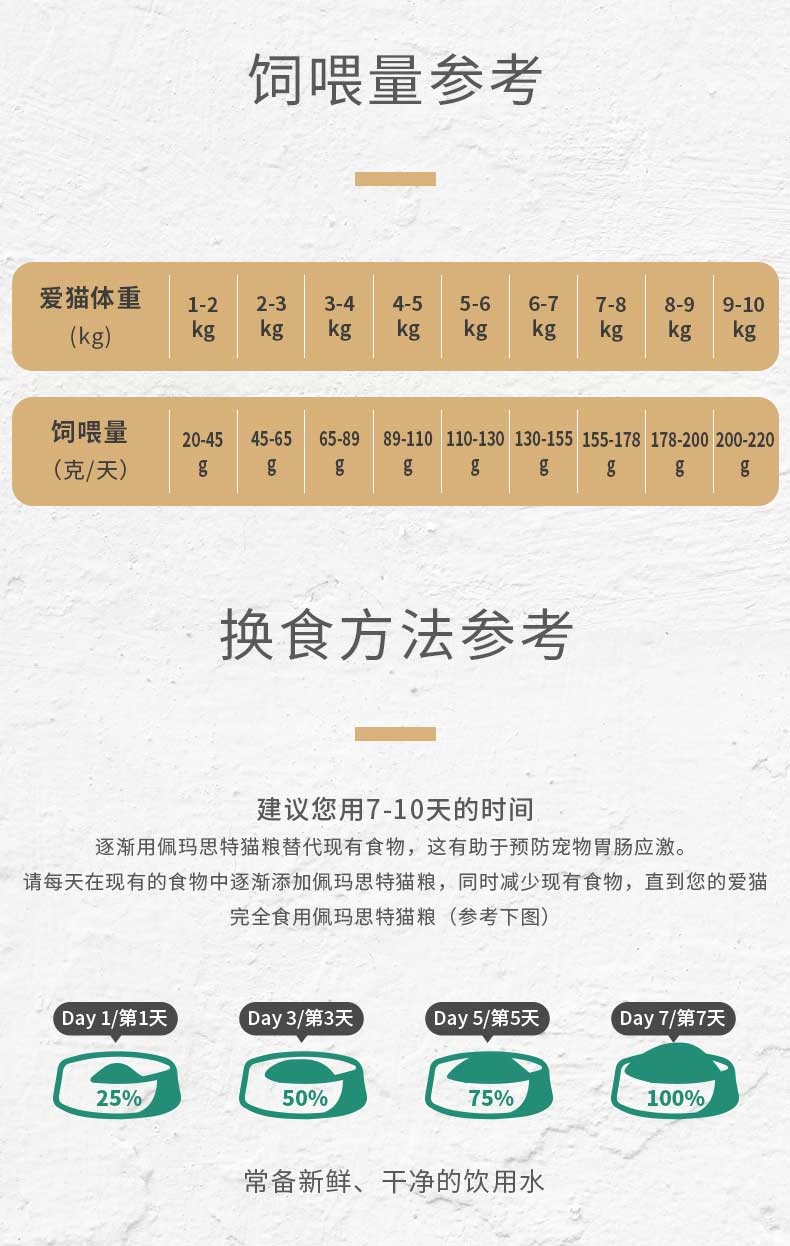 饲喂量参考
爱猫体重 1-2 2-3 3-4 4-5 5-6 6-7 7-8 8-9 9-10
(kg) kg kg kg kg kg kg kg kg kg
饲喂量 20-45 45-65 65-89 89-110 110-130 130-155 155-178 178-200 200-220
（克/天） g g g g g g g g g
换食方法参考
建议您用7-10天的时间
逐渐用佩玛思特猫粮替代现有食物，这有助于预防宠物胃肠应激。
请每天在现有的食物中逐渐添加佩玛思特猫粮，同时减少现有食物，直到您的爱猫
完全食用佩玛思特猫粮（参考下图）
Day 1/第1天 Day 3/第3天 Day 5/第5天 Day 7/第7天
25% 50% 75% 100%
常备新鲜、干净的饮用水